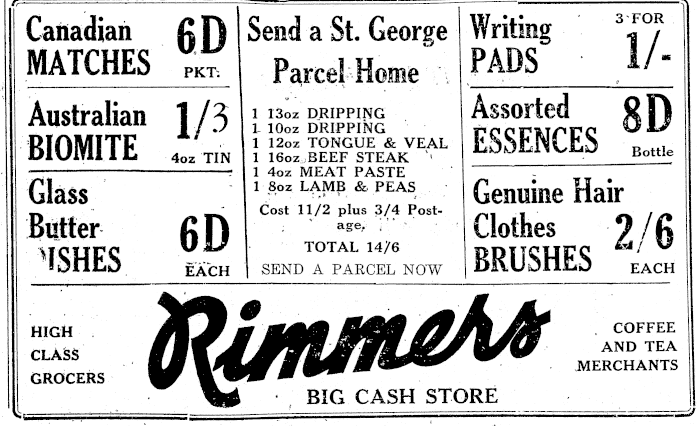 Canadian
MATCHES
6D
PKT.
Australian
BIOMITE
1/3
4oz TIN
Glass
Butter
DISHES
6D
EACH
Send a St. George
Parcel Home
1 13oz DRIPPING
1 10oz DRIPPING
1 12oz TONGUE & VEAL
1 16oz BEEF STEAK
1 4oz MEAT PASTE
1 8oz LAMB & PEAS
Cost 11/2 plus 3/4 Post-
age,
TOTAL 14/6
SEND A PARCEL NOW
Writing
PADS
3 FOR
1/-
Assorted
ESSENCES
8D
Bottle
Genuine Hair
Clothes
BRUSHES
2/6
EACH
HIGH
CLASS
GROCERS
Rimmers
BIG CASH STORE
COFFEE
AND TEA
MERCHANTS